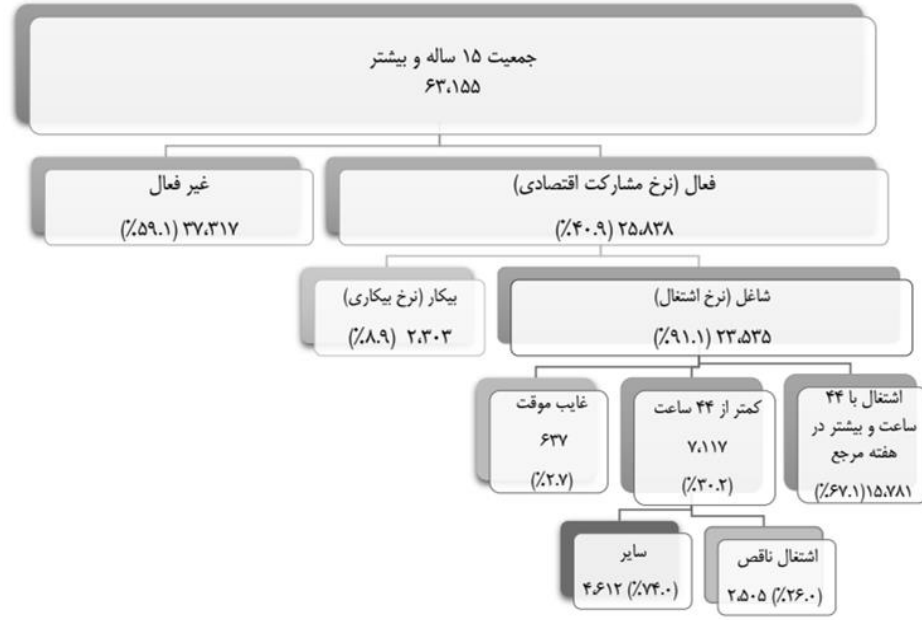 جمعیت ۱۵ ساله و بیشتر
۶۳،۱۵۵
فعال (نرخ مشارکت اقتصادی)
۲۵،۸۳۸ (٪۴۰.۹)
غیر فعال
۳۷،۳۱۷ (٪۵۹.۱)
شاغل (نرخ اشتغال)
۲۳،۵۳۵ (٪۹۱.۱)
بیکار (نرخ بیکاری)
۲،۳۰۳ (٪۸.۹)
اشتغال با ۴۴
ساعت و بیشتر در
هفته مرجع
۱۵،۷۸۱(٪۶۷.۱)
کمتر از ۴۴ ساعت
۷،۱۱۷
(٪۳۰.۲)
غایب موقت
۶۳۷
(٪۲.۷)
اشتغال ناقص
۲،۵۰۵ (٪۲۶.۰)
سایر
۴،۶۱۲ (٪۷۴.۰)